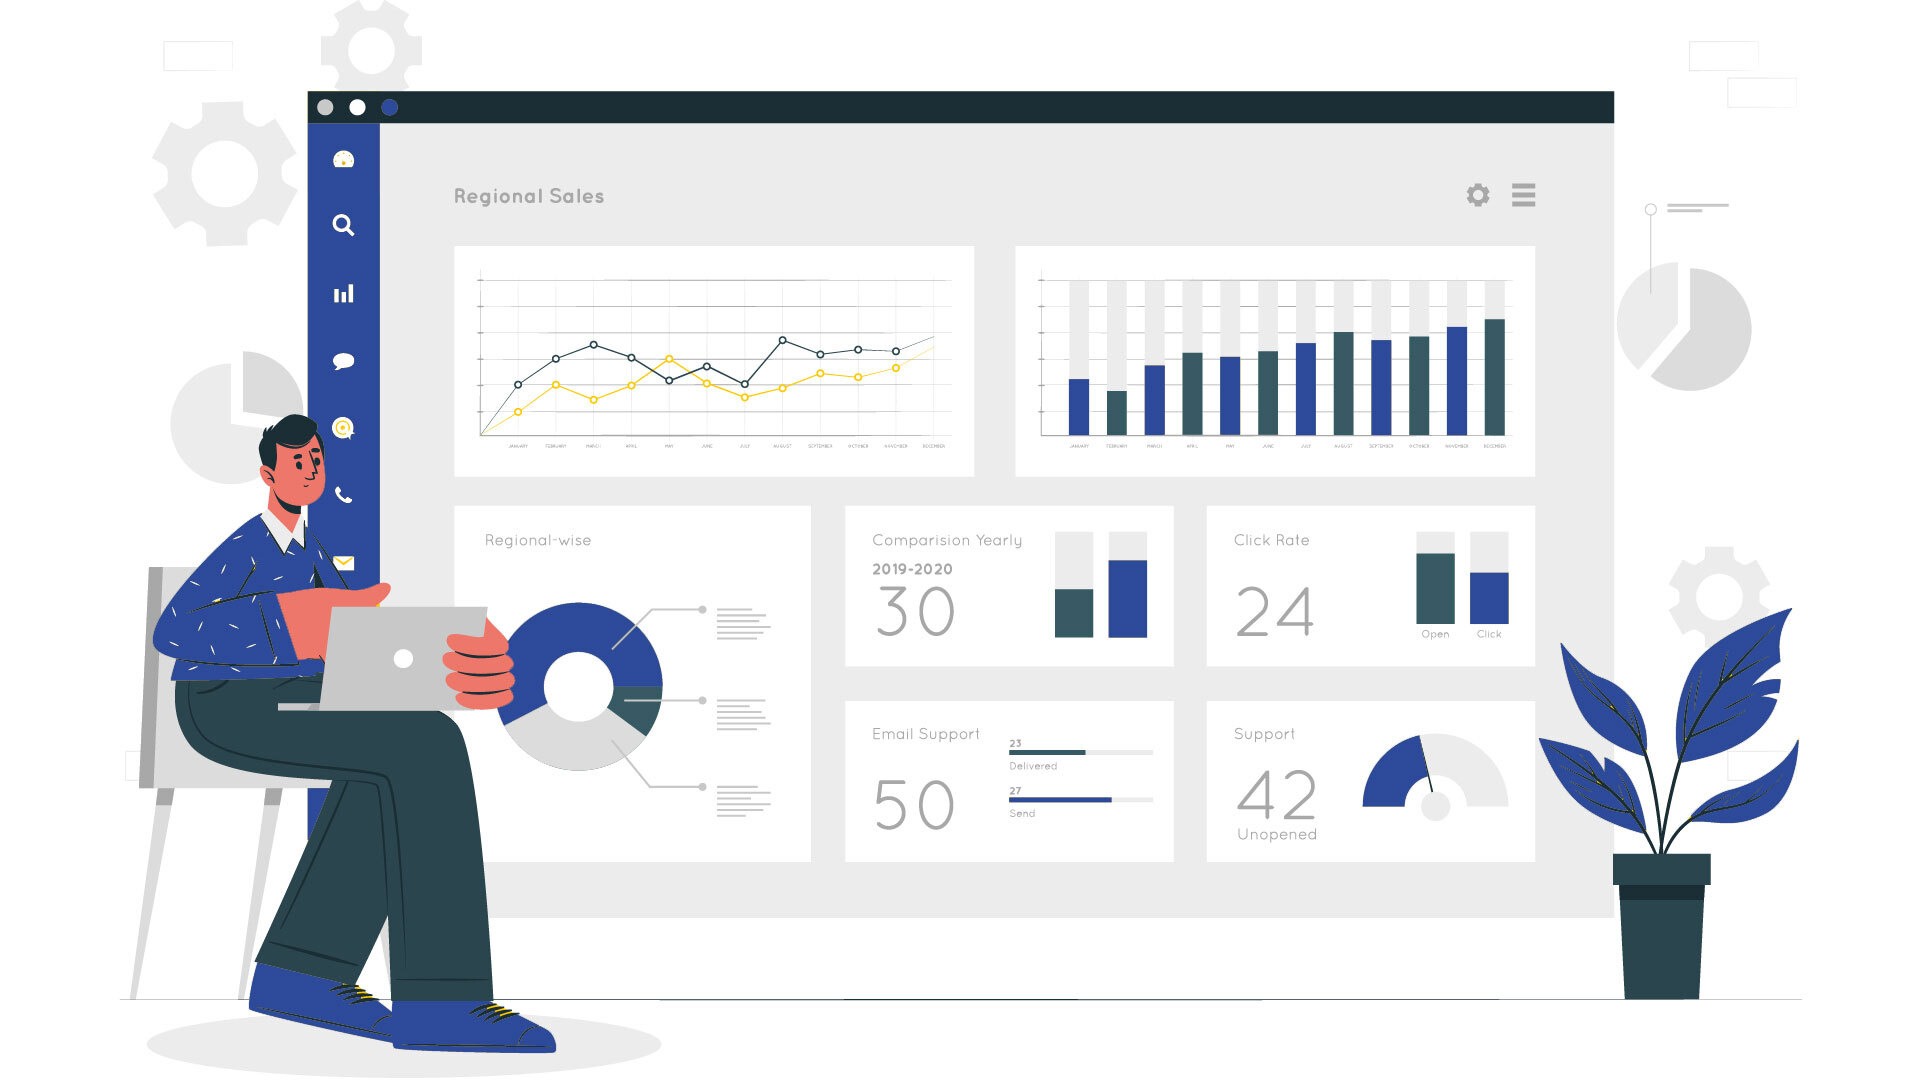 Regional Sales
JANUARY FEBRUARY MARCH APRIL MAY JUNE JULY AUGUST SEPTEMBER OCTOBER NOVEMBER DECEMBER
JANUARY FEBRUARY MARCH APRIL MAY JUNE JULY AUGUST SEPTEMBER OCTOBER NOVEMBER DECEMBER
Regional-wise
Comparision Yearly
2019-2020
30
Click Rate
24
Open Click
Email Support
50
23
Delivered
27
Send
Support
42
Unopened